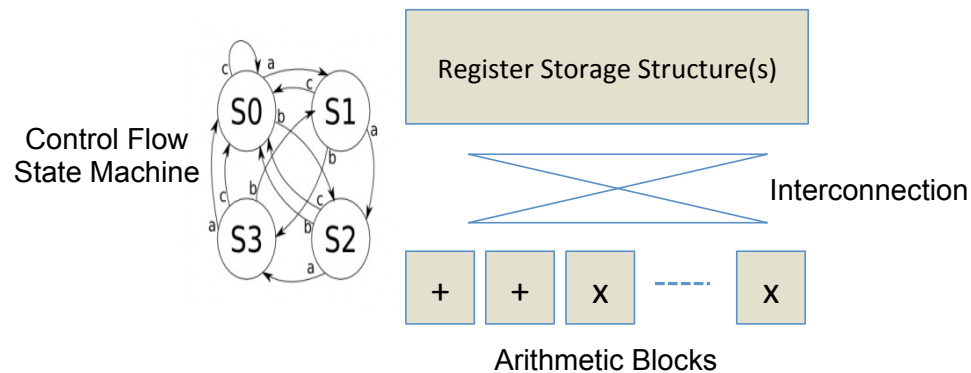 Control Flow
State Machine
c
a
S0
c
S1
b
a
b
c
b
c
a
b
S3
S2
a
Register Storage Structure(s)
Interconnection
+ + x x
Arithmetic Blocks